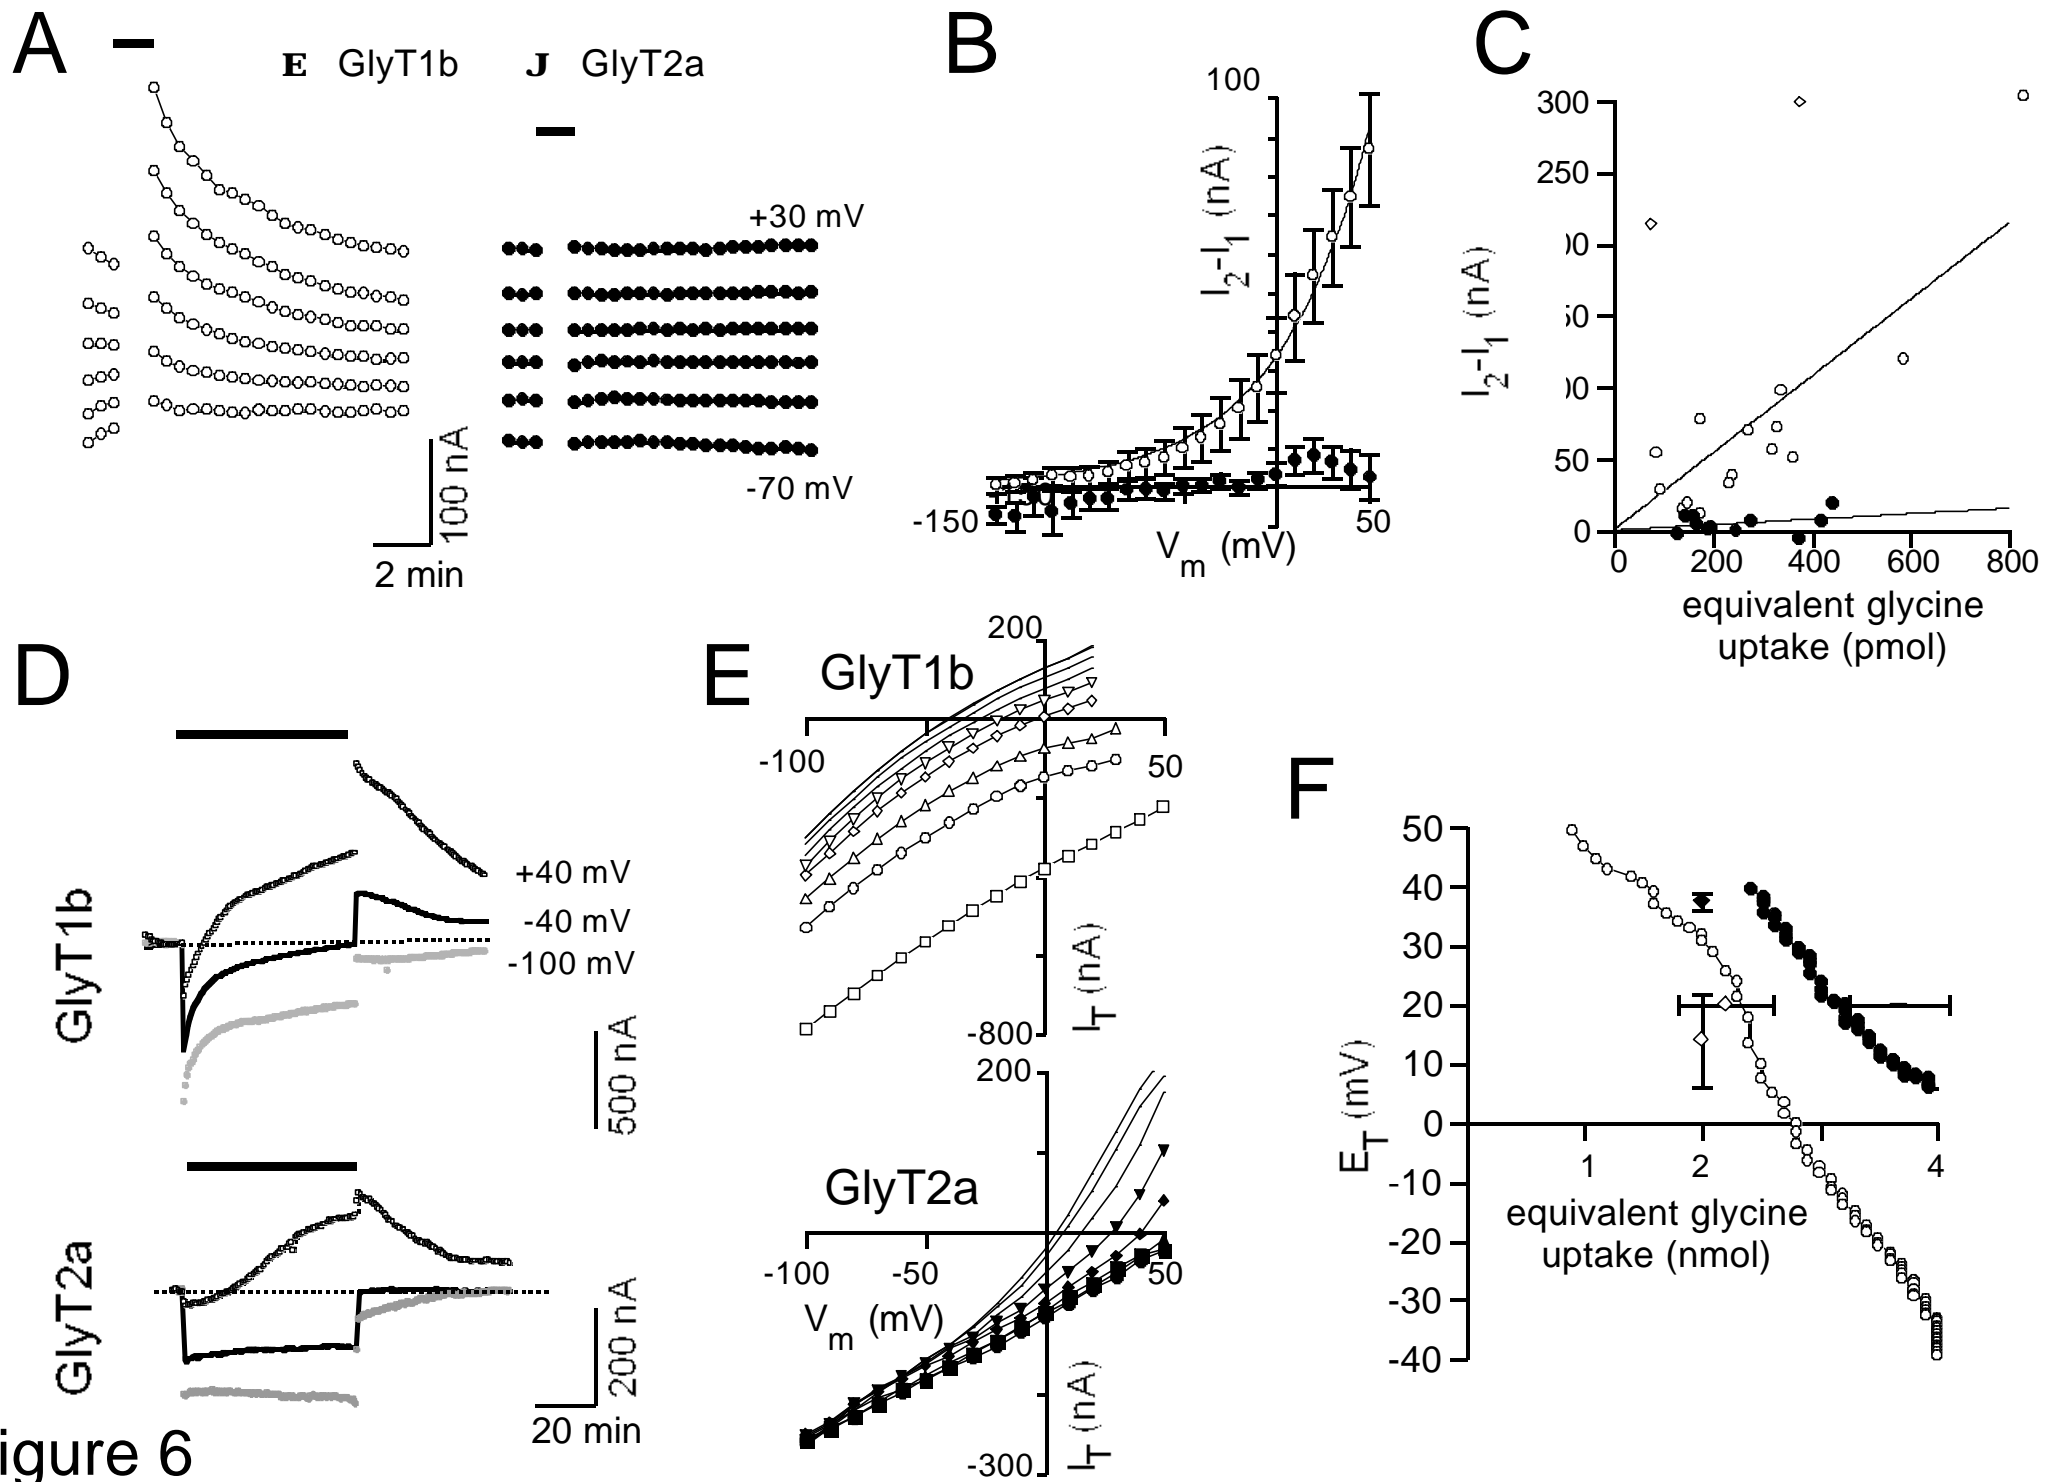 A
E GlyT1b J GlyT2a
+30 mV
-70 mV
100 nA
2 min
B
100
I2-I1 (nA)
-150
50
Vm (mV)
C
300
250
00
50
00
50
0
I2-I1 (nA)
0 200 400 600 800
equivalent glycine
uptake (pmol)
D
GlyT1b
+40 mV
-40 mV
-100 mV
500 nA
GlyT2a
200 nA
20 min
E
200
GlyT1b
-100
50
IT (nA)
-800
200
GlyT2a
-100 -50 50
Vm (mV)
IT (nA)
-300
F
50
40
30
20
10
0
-10
-20
-30
-40
ET (mV)
1 2 4
equivalent glycine
uptake (nmol)
igure 6